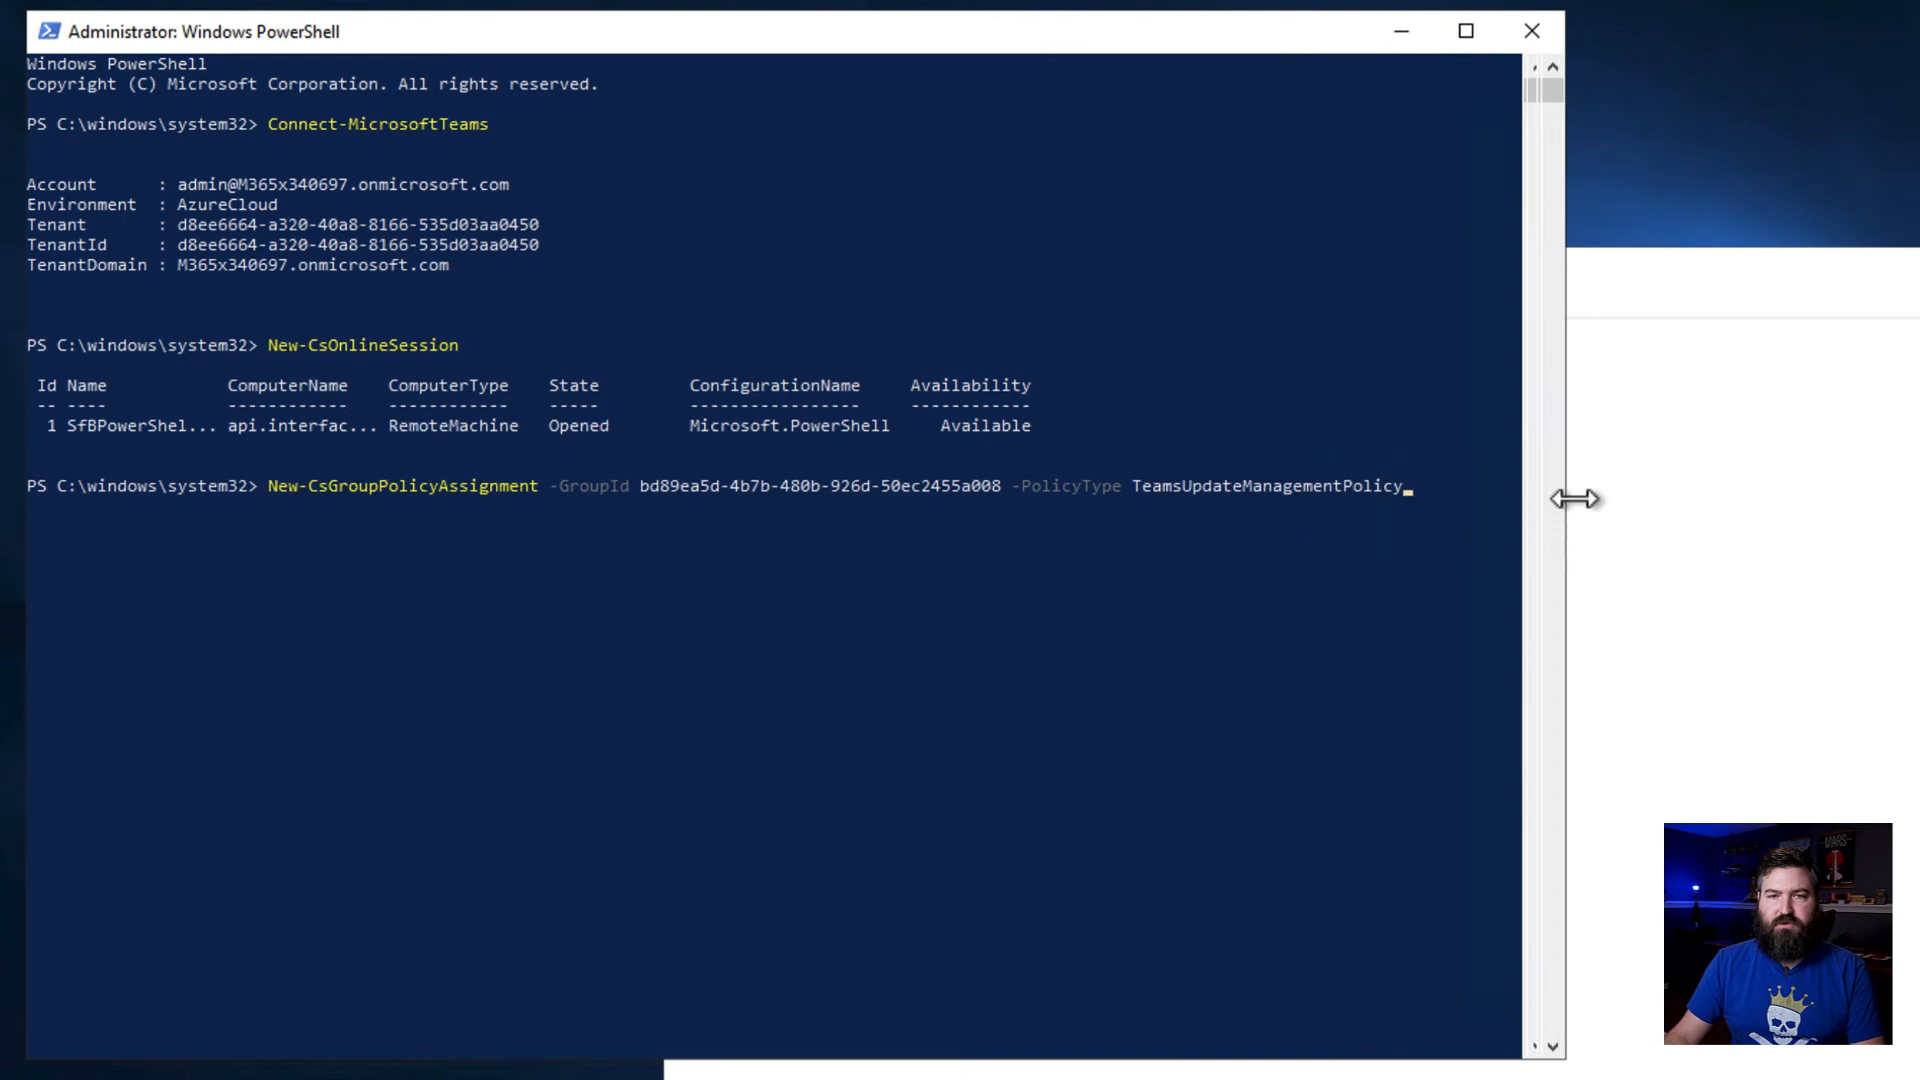 Administrator: Windows PowerShell
Windows PowerShell
Copyright (C) Microsoft Corporation. All rights reserved.
PS C:\windows\system32> Connect-MicrosoftTeams
Account      : admin@M365x340697.onmicrosoft.com
Environment  : AzureCloud
Tenant       : d8ee6664-a320-40a8-8166-535d03aa0450
TenantId     : d8ee6664-a320-40a8-8166-535d03aa0450
TenantDomain : M365x340697.onmicrosoft.com
PS C:\windows\system32> New-CsOnlineSession
Id Name            ComputerName    ComputerType    State         ConfigurationName     Availability
-- ----            ------------    ------------    -----         -----------------     ------------
1 SfBPowerShel... api.interfac... RemoteMachine   Opened        Microsoft.PowerShell     Available
PS C:\windows\system32> New-CsGroupPolicyAssignment -GroupId bd89ea5d-4b7b-480b-926d-50ec2455a008 -PolicyType TeamsUpdateManagementPolicy
MARS